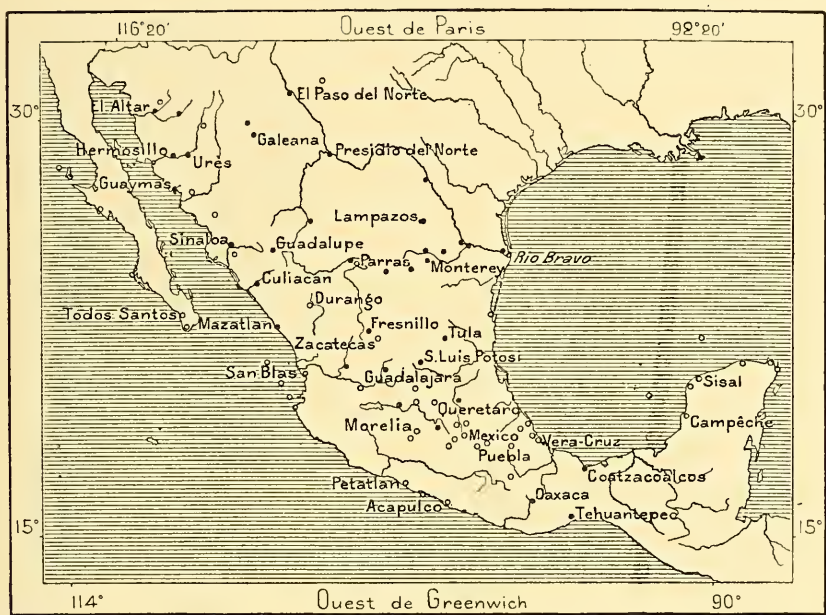 116°20' Ouest de Paris 92°20'
30° 30°
El Paso del Norte
El Altar
Galeana
Hermosillo
Ures
Presidio del Norte
Guaymas
Lampazos
Sinaloa
Guadalupe
Parras
Monterey
Rio Bravo
Culiacan
Durango
Todos Santos
Mazatlan
Fresnillo
Tula
Zacatecas
S. Luis Potosi
San Blas
Guadalajara
Sisal
Queretaro
Campêche
Morelia
Mexico
Vera-Cruz
Puebla
Coatzacoalcos
Petatlan
Oaxaca
Acapulco
Tehuantepec
15° 15°
114° Ouest de Greenwich 90°